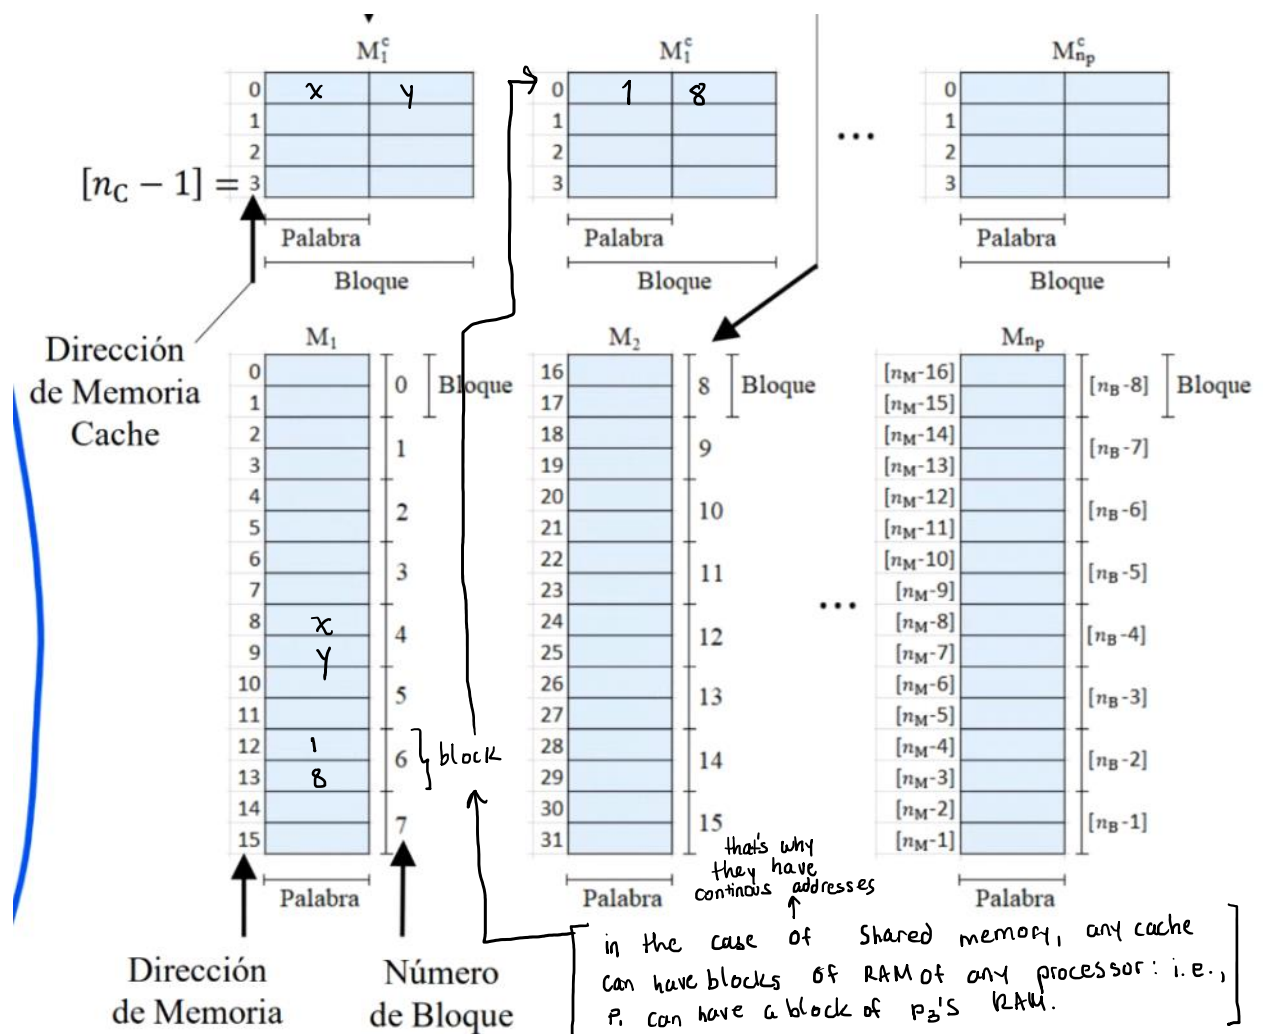 M₁ᶜ M₁ᶜ Mₙₚᶜ
0 x y 0 1 8 0
1 1 ... 1
2 2 2
[n_C − 1] = 3 3 3
Palabra Palabra Palabra
Bloque Bloque Bloque
Dirección
de Memoria
Cache
M₁ M₂ Mₙₚ
0 16 [n_M-16]
0 Bloque 8 Bloque [n_B-8] Bloque
1 17 [n_M-15]
2 18 [n_M-14]
1 9 [n_B-7]
3 19 [n_M-13]
4 20 [n_M-12]
2 10 [n_B-6]
5 21 [n_M-11]
6 22 [n_M-10]
3 11 [n_B-5]
7 23 ... [n_M-9]
8 x 24 [n_M-8]
4 12 [n_B-4]
9 y 25 [n_M-7]
10 26 [n_M-6]
5 13 [n_B-3]
11 27 [n_M-5]
12 1 28 [n_M-4]
6 block 14 [n_B-2]
13 8 29 [n_M-3]
14 30 [n_M-2]
7 15 [n_B-1]
15 31 [n_M-1]
that's why
they have
continous addresses
Palabra Palabra Palabra
in the case of shared memory, any cache
can have blocks of RAM of any processor: i.e.,
P₁ can have a block of P₃'s RAM.
Dirección
de Memoria
Número
de Bloque